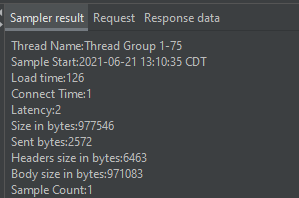 Sampler result Request Response data
Thread Name:Thread Group 1-75
Sample Start:2021-06-21 13:10:35 CDT
Load time:126
Connect Time:1
Latency:2
Size in bytes:977546
Sent bytes:2572
Headers size in bytes:6463
Body size in bytes:971083
Sample Count:1